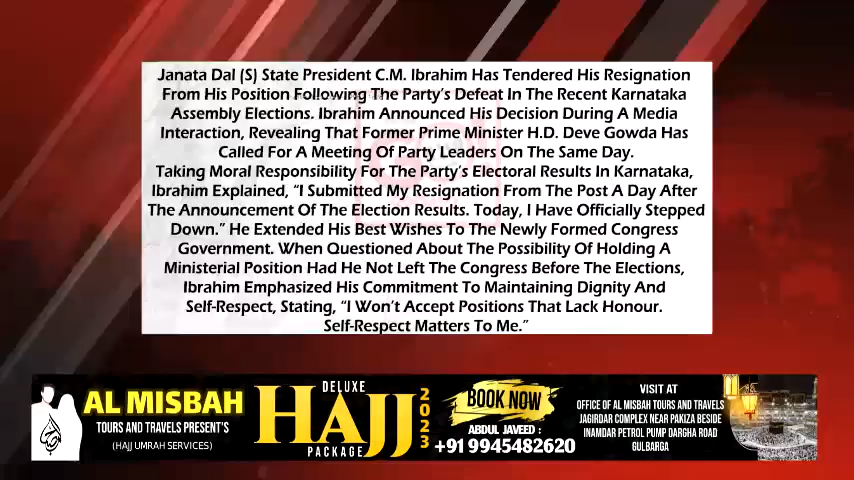 Janata Dal (S) State President C.M. Ibrahim Has Tendered His Resignation
From His Position Following The Party's Defeat In The Recent Karnataka
Assembly Elections. Ibrahim Announced His Decision During A Media
Interaction, Revealing That Former Prime Minister H.D. Deve Gowda Has
Called For A Meeting Of Party Leaders On The Same Day.
Taking Moral Responsibility For The Party's Electoral Results In Karnataka,
Ibrahim Explained, “I Submitted My Resignation From The Post A Day After
The Announcement Of The Election Results. Today, I Have Officially Stepped
Down.” He Extended His Best Wishes To The Newly Formed Congress
Government. When Questioned About The Possibility Of Holding A
Ministerial Position Had He Not Left The Congress Before The Elections,
Ibrahim Emphasized His Commitment To Maintaining Dignity And
Self-Respect, Stating, “I Won't Accept Positions That Lack Honour.
Self-Respect Matters To Me.”
AL MISBAH
TOURS AND TRAVELS PRESENT'S
(HAJJ UMRAH SERVICES)
DELUXE
HAJJ
PACKAGE
2023
BOOK NOW
ABDUL JAVEED :
+91 9945482620
VISIT AT
OFFICE OF AL MISBAH TOURS AND TRAVELS
JAGIRDAR COMPLEX NEAR PAKIZA BESIDE
INAMDAR PETROL PUMP DARGHA ROAD
GULBARGA